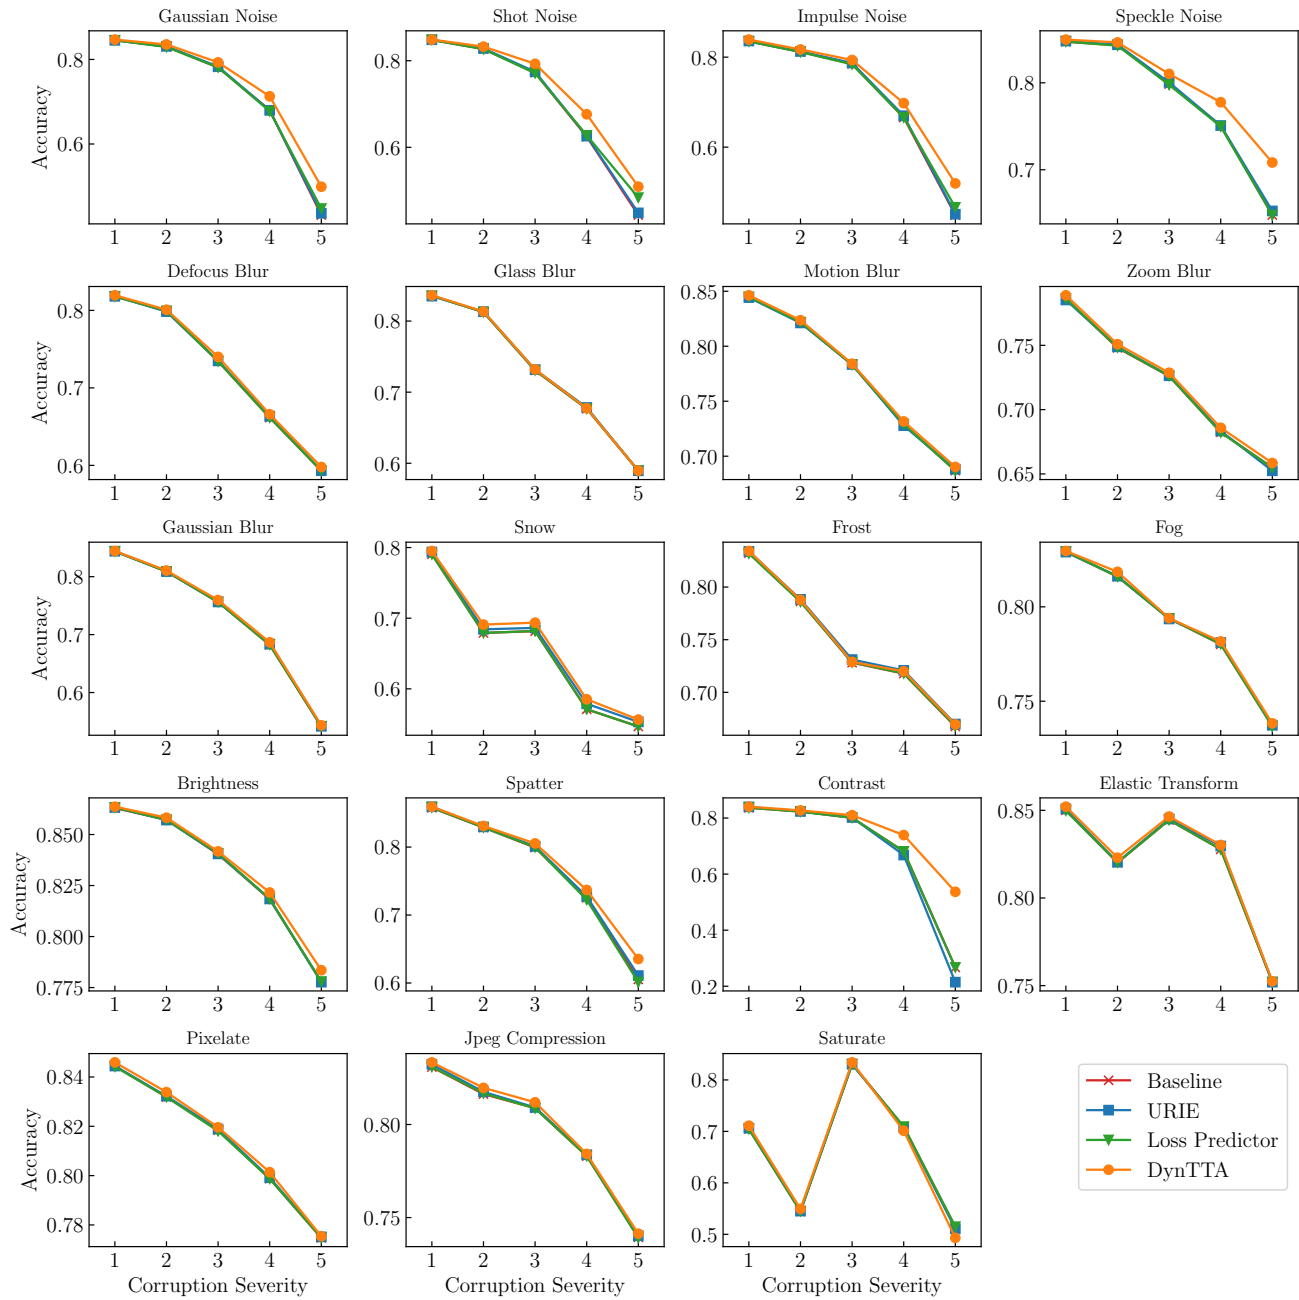 Gaussian Noise
Shot Noise
Impulse Noise
Speckle Noise
Accuracy
0.8
0.6
1 2 3 4 5
0.8
0.6
1 2 3 4 5
0.8
0.6
1 2 3 4 5
0.8
0.7
1 2 3 4 5
Defocus Blur
Glass Blur
Motion Blur
Zoom Blur
Accuracy
0.8
0.7
0.6
1 2 3 4 5
0.8
0.7
0.6
1 2 3 4 5
0.85
0.80
0.75
0.70
1 2 3 4 5
0.75
0.70
0.65
1 2 3 4 5
Gaussian Blur
Snow
Frost
Fog
Accuracy
0.8
0.7
0.6
1 2 3 4 5
0.8
0.7
0.6
1 2 3 4 5
0.80
0.75
0.70
1 2 3 4 5
0.80
0.75
1 2 3 4 5
Brightness
Spatter
Contrast
Elastic Transform
Accuracy
0.850
0.825
0.800
0.775
1 2 3 4 5
0.8
0.7
0.6
1 2 3 4 5
0.8
0.6
0.4
0.2
1 2 3 4 5
0.85
0.80
0.75
1 2 3 4 5
Pixelate
Jpeg Compression
Saturate
Accuracy
0.84
0.82
0.80
0.78
1 2 3 4 5
Corruption Severity
0.80
0.75
1 2 3 4 5
Corruption Severity
0.8
0.7
0.6
0.5
1 2 3 4 5
Corruption Severity
Baseline
URIE
Loss Predictor
DynTTA